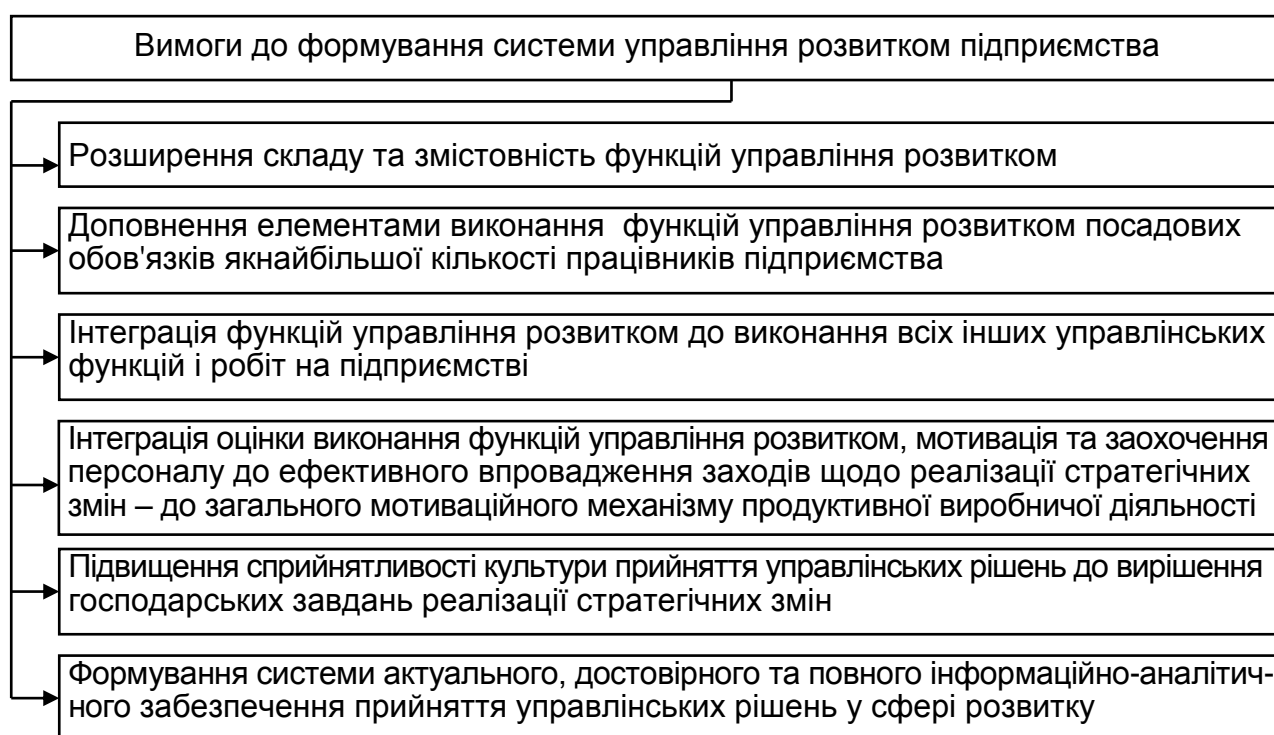 Вимоги до формування системи управління розвитком підприємства
Розширення складу та змістовність функцій управління розвитком
Доповнення елементами виконання функцій управління розвитком посадових
обов'язків якнайбільшої кількості працівників підприємства
Інтеграція функцій управління розвитком до виконання всіх інших управлінських
функцій і робіт на підприємстві
Інтеграція оцінки виконання функцій управління розвитком, мотивація та заохочення
персоналу до ефективного впровадження заходів щодо реалізації стратегічних
змін – до загального мотиваційного механізму продуктивної виробничої діяльності
Підвищення сприйнятливості культури прийняття управлінських рішень до вирішення
господарських завдань реалізації стратегічних змін
Формування системи актуального, достовірного та повного інформаційно-аналітич-
ного забезпечення прийняття управлінських рішень у сфері розвитку